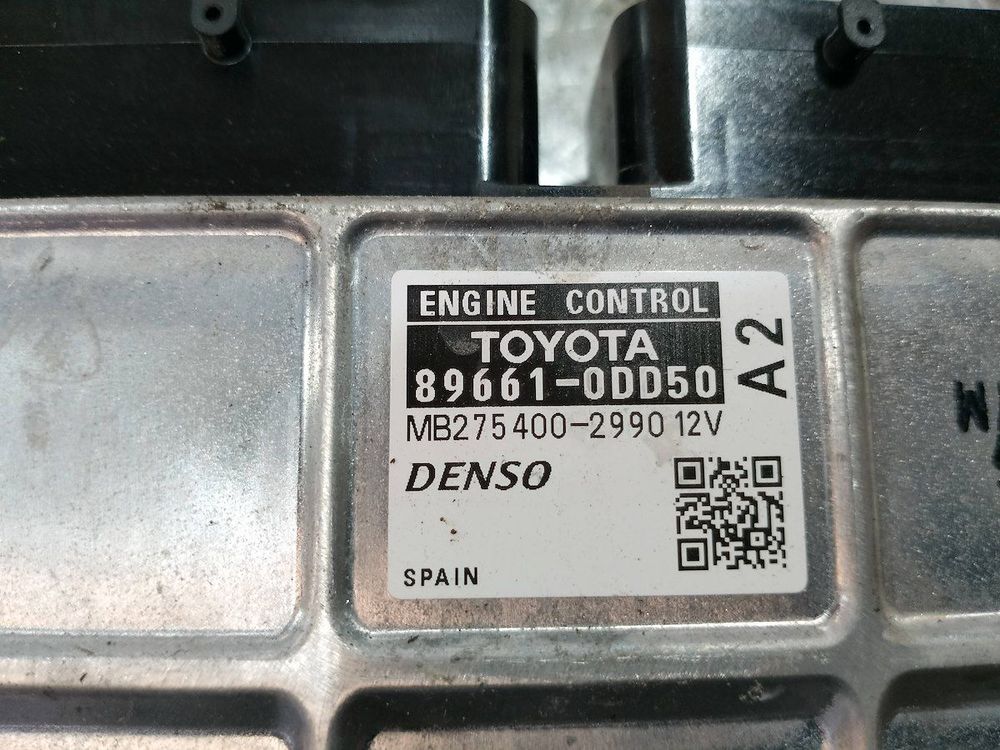 ENGINE CONTROL
TOYOTA
89661-0DD50
A2
MB275400-2990 12V
DENSO
SPAIN